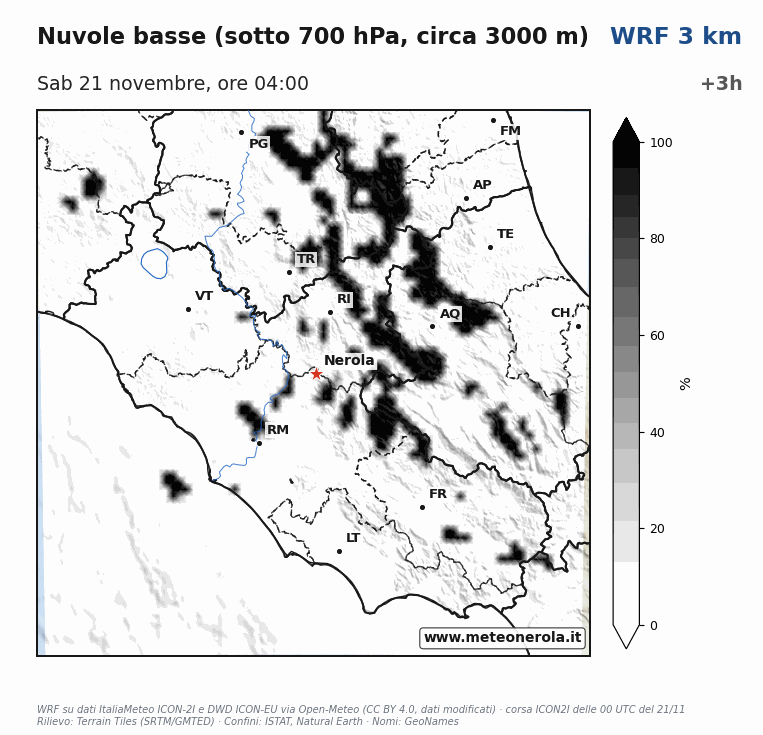 Nuvole basse (sotto 700 hPa, circa 3000 m) WRF 3 km
Sab 21 novembre, ore 04:00 +3h
FM
PG
AP
TE
TR
VT
RI
AQ
CH
Nerola
RM
FR
LT
www.meteonerola.it
100
80
60
40
20
0
%
WRF su dati ItaliaMeteo ICON-2I e DWD ICON-EU via Open-Meteo (CC BY 4.0, dati modificati) · corsa ICON2I delle 00 UTC del 21/11
Rilievo: Terrain Tiles (SRTM/GMTED) · Confini: ISTAT, Natural Earth · Nomi: GeoNames